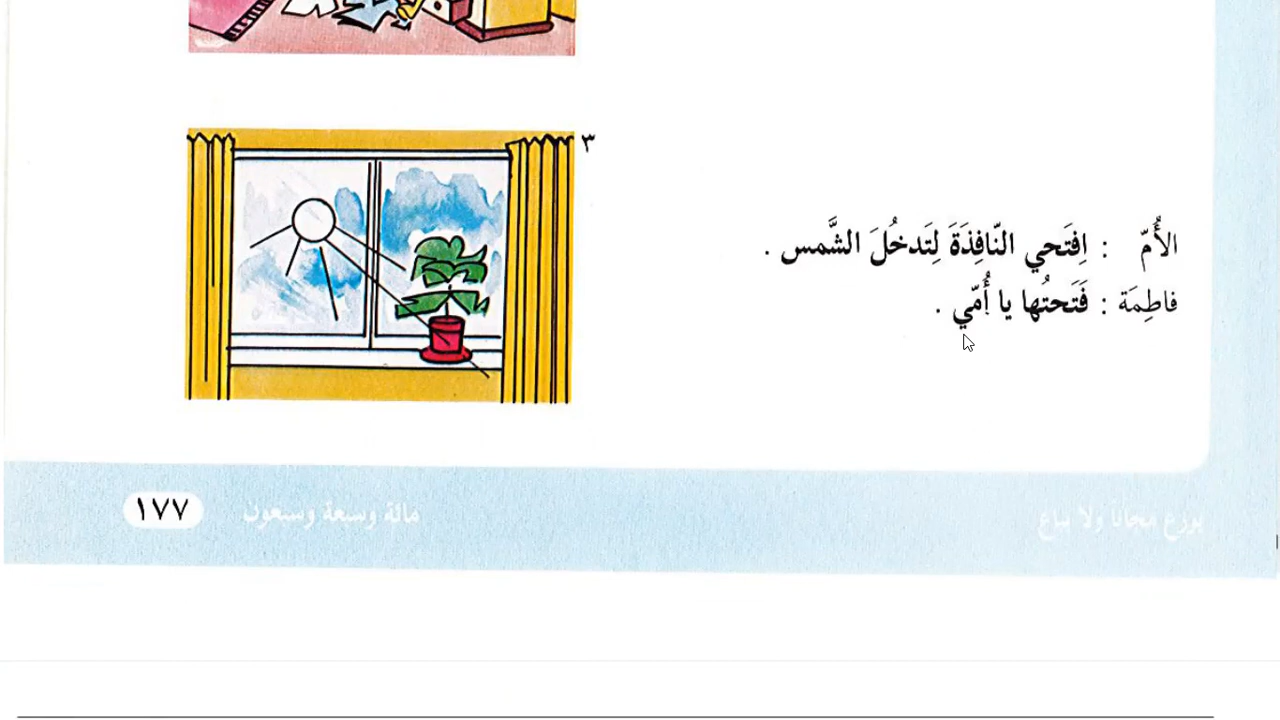 ٣
الأُمّ : اِفتَحي النّافِذَةَ لِتَدخُلَ الشَّمس .
فاطِمَة : فَتَحتُها يا أُمّي .
يوزع مجانا ولا يباع
مائة وسبعة وسبعون
١٧٧